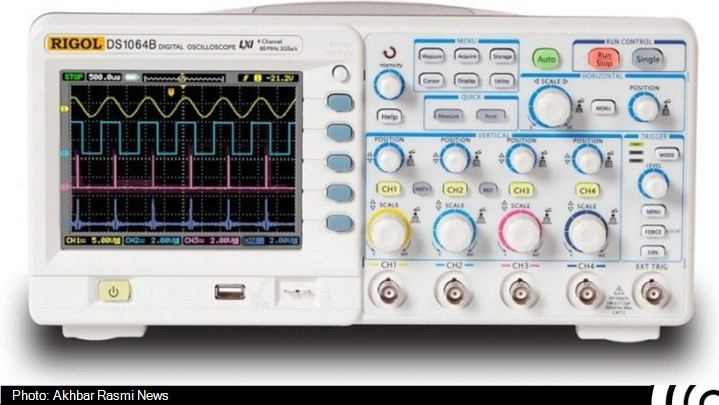 RIGOL DS1064B DIGITAL OSCILLOSCOPE LXI 4 Channel
60MHz 2GSa/s
STOP 500.0us -21.2V
CH1= 5.00V CH2= 2.00V CH3= 2.00V CH4= 2.00V
Intensity
Help
MENU
Measure Acquire Storage
Cursor Display Utility
QUICK
Measure Print
Auto
RUN CONTROL
Run
Stop
Single
HORIZONTAL
SCALE
MENU
POSITION
VERTICAL
POSITION POSITION POSITION POSITION
CH1 MATH CH2 REF CH3 CH4
SCALE SCALE SCALE SCALE
TRIGGER
MODE
LEVEL
MENU
FORCE
50%
CH1 CH2 CH3 CH4 EXT TRIG
CAT I
Photo: Akhbar Rasmi News